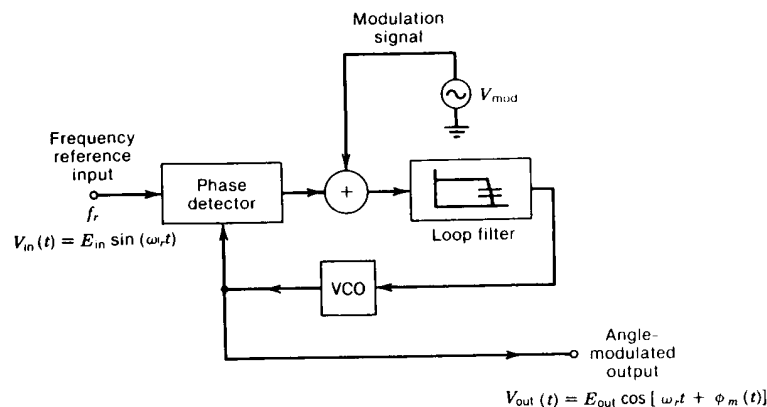 Modulation
signal
V_mod
Frequency
reference
input
f_r
V_in (t) = E_in sin (ω_r t)
Phase
detector
+
Loop filter
VCO
Angle-
modulated
output
V_out (t) = E_out cos [ ω_r t + ϕ_m (t)]